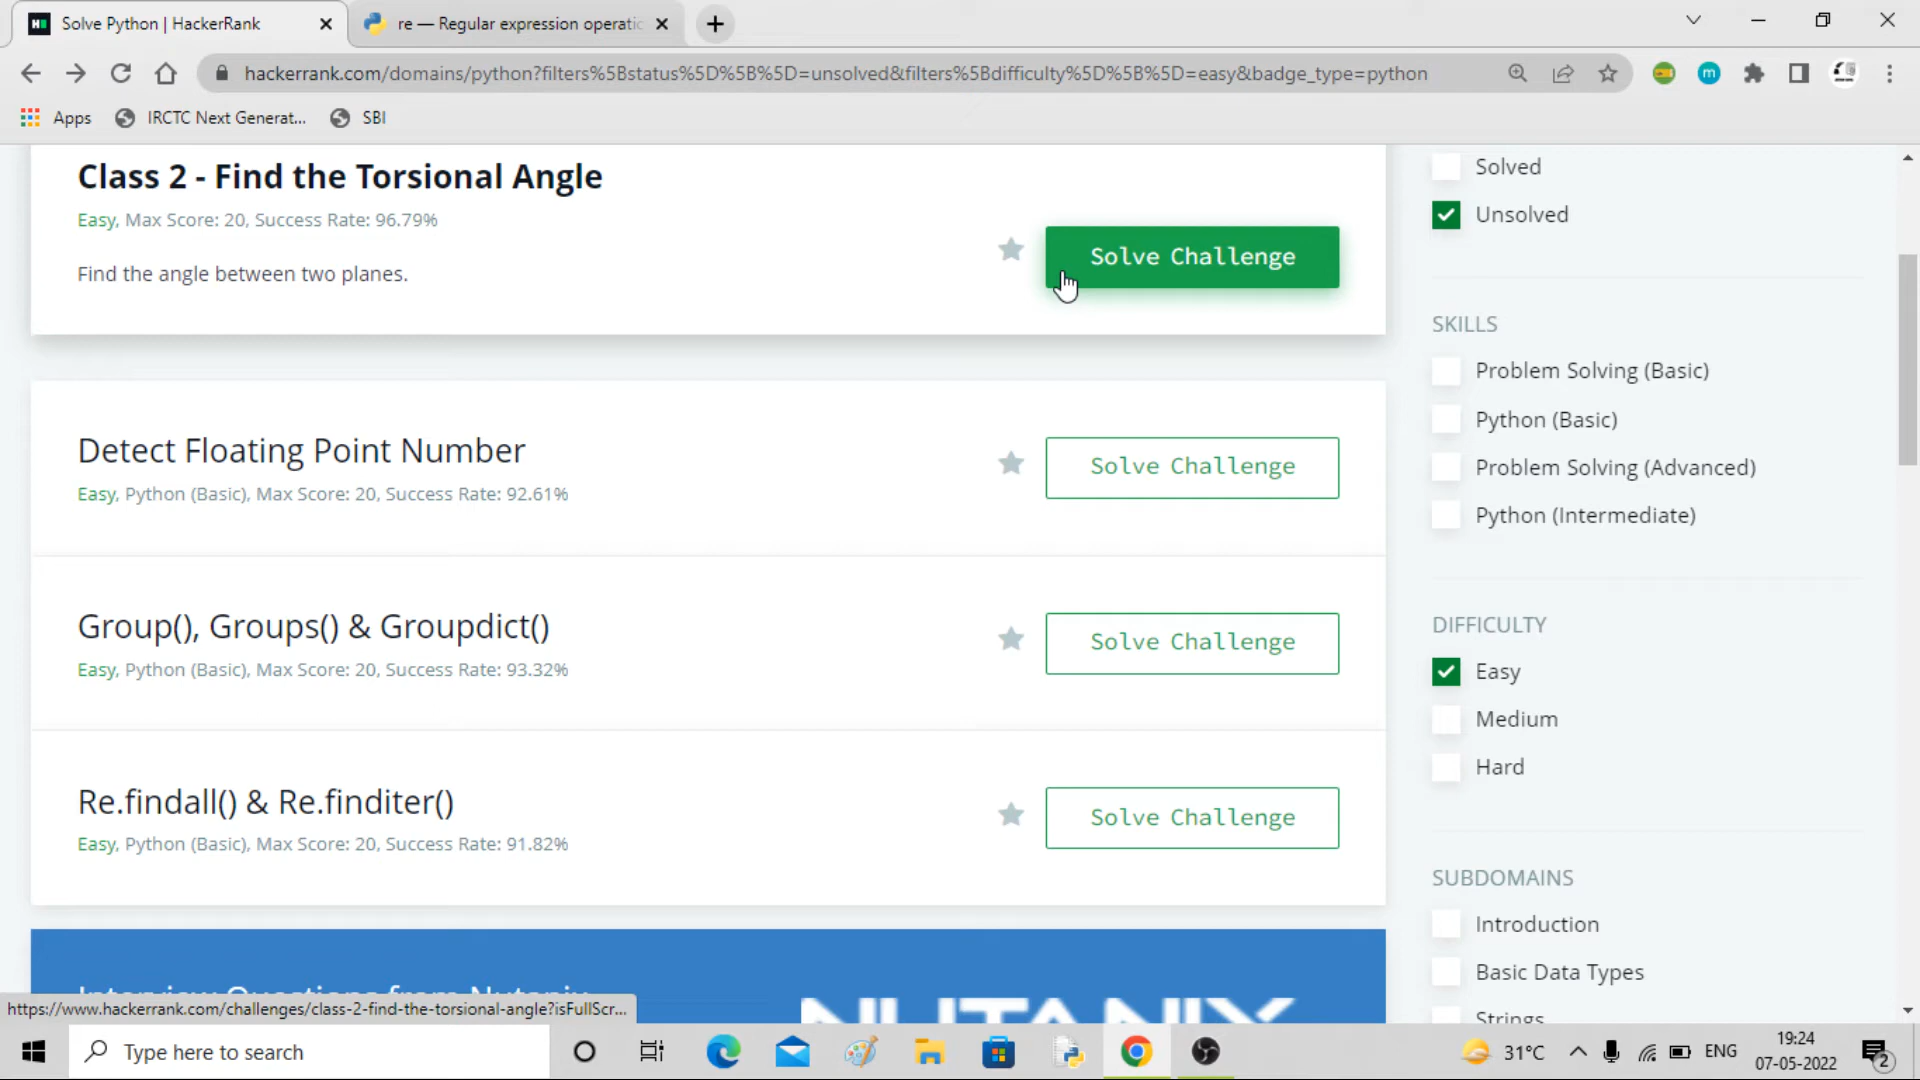 Solve Python | HackerRank
re — Regular expression operatic
hackerrank.com/domains/python?filters%5Bstatus%5D%5B%5D=unsolved&filters%5Bdifficulty%5D%5B%5D=easy&badge_type=python
m
Apps
IRCTC Next Generat...
SBI
Class 2 - Find the Torsional Angle
Easy, Max Score: 20, Success Rate: 96.79%
Find the angle between two planes.
Solve Challenge
Detect Floating Point Number
Easy, Python (Basic), Max Score: 20, Success Rate: 92.61%
Solve Challenge
Group(), Groups() & Groupdict()
Easy, Python (Basic), Max Score: 20, Success Rate: 93.32%
Solve Challenge
Re.findall() & Re.finditer()
Easy, Python (Basic), Max Score: 20, Success Rate: 91.82%
Solve Challenge
Interview Questions from Nutanix
NUTANIX
Solved
Unsolved
SKILLS
Problem Solving (Basic)
Python (Basic)
Problem Solving (Advanced)
Python (Intermediate)
DIFFICULTY
Easy
Medium
Hard
SUBDOMAINS
Introduction
Basic Data Types
Strings
https://www.hackerrank.com/challenges/class-2-find-the-torsional-angle?isFullScr...
Type here to search
31°C
ENG
19:24
07-05-2022
2